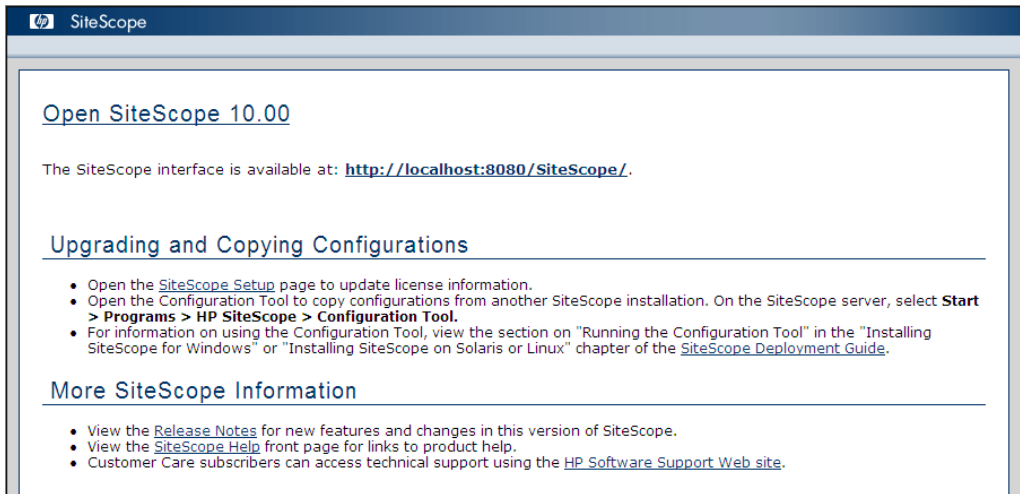 hp SiteScope
Open SiteScope 10.00
The SiteScope interface is available at: http://localhost:8080/SiteScope/.
Upgrading and Copying Configurations
• Open the SiteScope Setup page to update license information.
• Open the Configuration Tool to copy configurations from another SiteScope installation. On the SiteScope server, select Start
> Programs > HP SiteScope > Configuration Tool.
• For information on using the Configuration Tool, view the section on "Running the Configuration Tool" in the "Installing
SiteScope for Windows" or "Installing SiteScope on Solaris or Linux" chapter of the SiteScope Deployment Guide.
More SiteScope Information
• View the Release Notes for new features and changes in this version of SiteScope.
• View the SiteScope Help front page for links to product help.
• Customer Care subscribers can access technical support using the HP Software Support Web site.